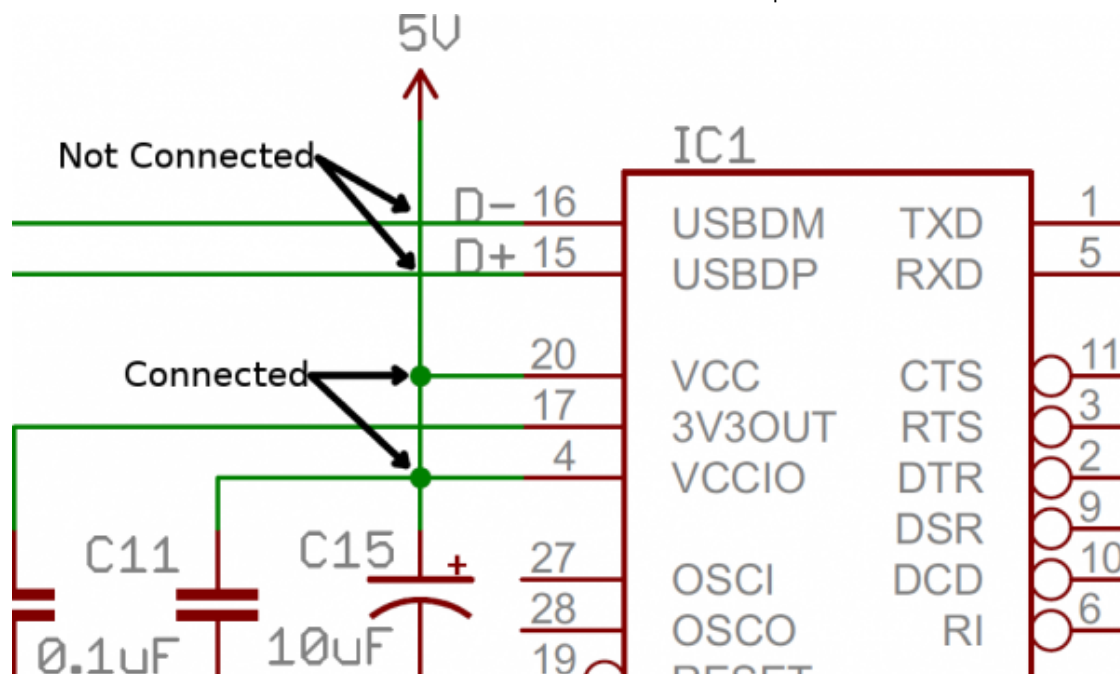 5V
Not Connected
IC1
D- 16 USBDM TXD 1
D+ 15 USBDP RXD 5
Connected
20 VCC CTS 11
17 3V3OUT RTS 3
4 VCCIO DTR 2
DSR 9
C11 C15 +
27 OSCI DCD 10
28 OSCO RI 6
0.1uF 10uF
19 RESET